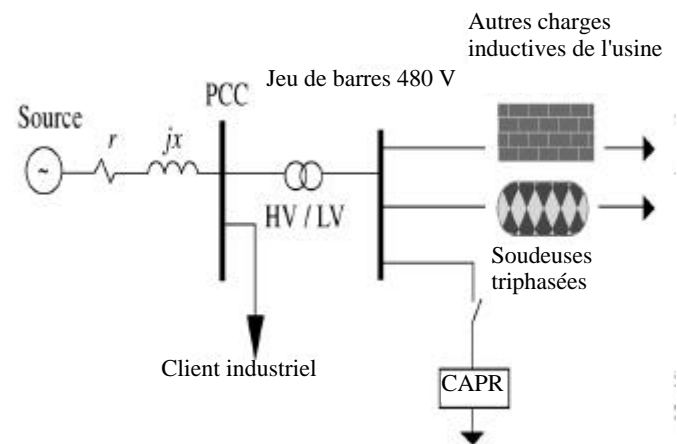 Autres charges
inductives de l'usine
Jeu de barres 480 V
PCC
Source
r
jx
~
HV / LV
Soudeuses
triphasées
Client industriel
CAPR